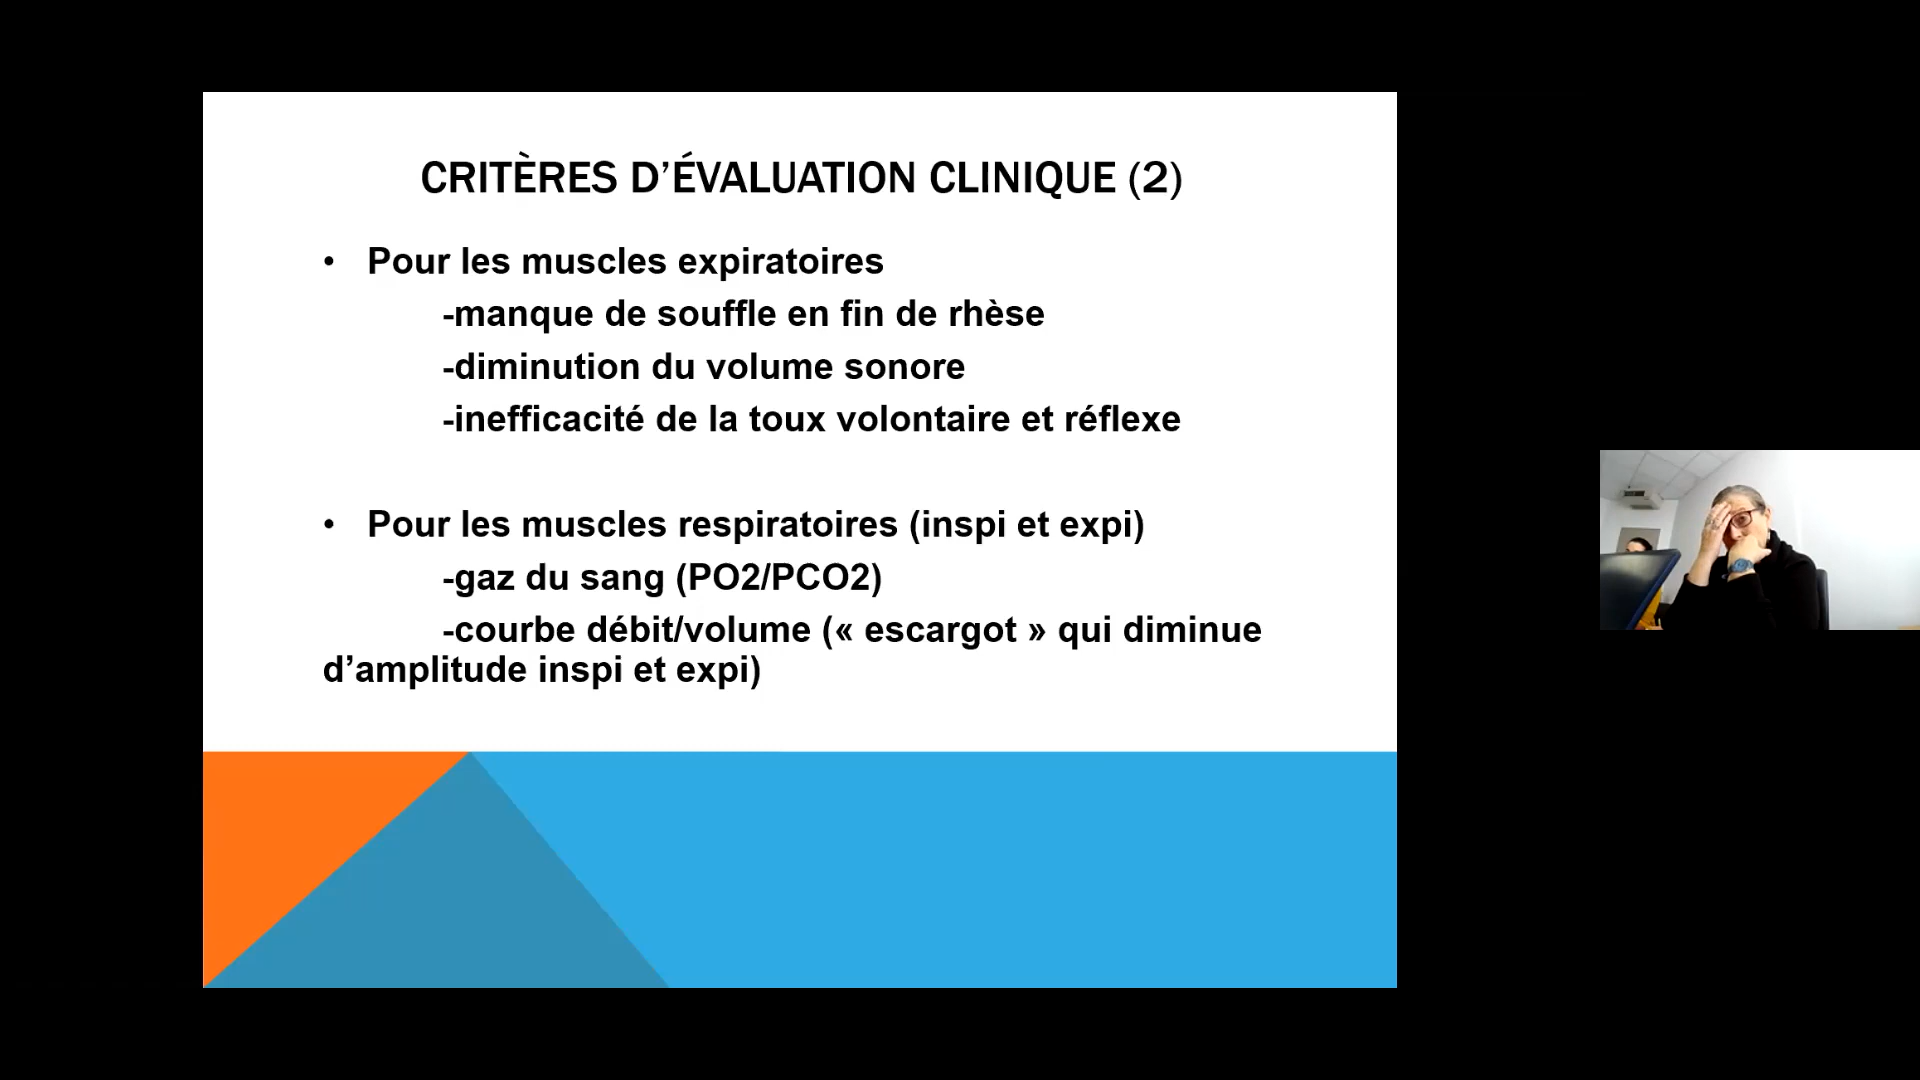 CRITÈRES D’ÉVALUATION CLINIQUE (2)
• Pour les muscles expiratoires
-manque de souffle en fin de rhèse
-diminution du volume sonore
-inefficacité de la toux volontaire et réflexe
• Pour les muscles respiratoires (inspi et expi)
-gaz du sang (PO2/PCO2)
-courbe débit/volume (« escargot » qui diminue
d’amplitude inspi et expi)